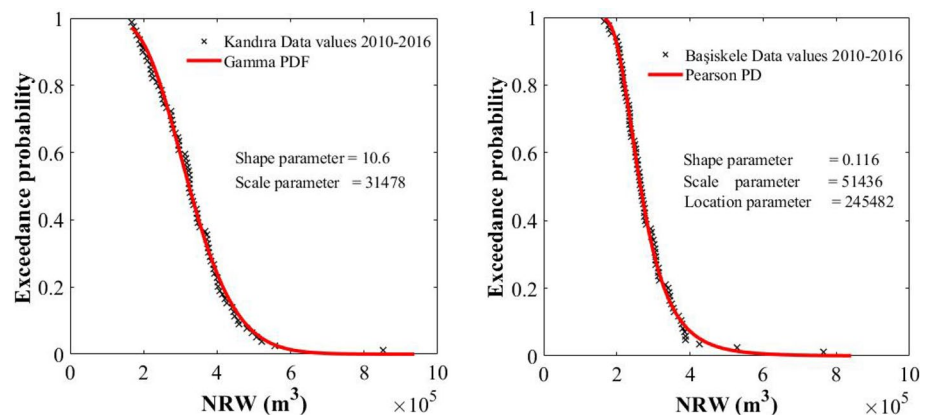 Exceedance probability
1
0.8
0.6
0.4
0.2
0
Kandıra Data values 2010-2016
Gamma PDF
Shape parameter = 10.6
Scale parameter = 31478
0 2 4 6 8 10
NRW (m³) ×10⁵
Exceedance probability
1
0.8
0.6
0.4
0.2
0
Başiskele Data values 2010-2016
Pearson PD
Shape parameter = 0.116
Scale parameter = 51436
Location parameter = 245482
0 2 4 6 8 10
NRW (m³) ×10⁵